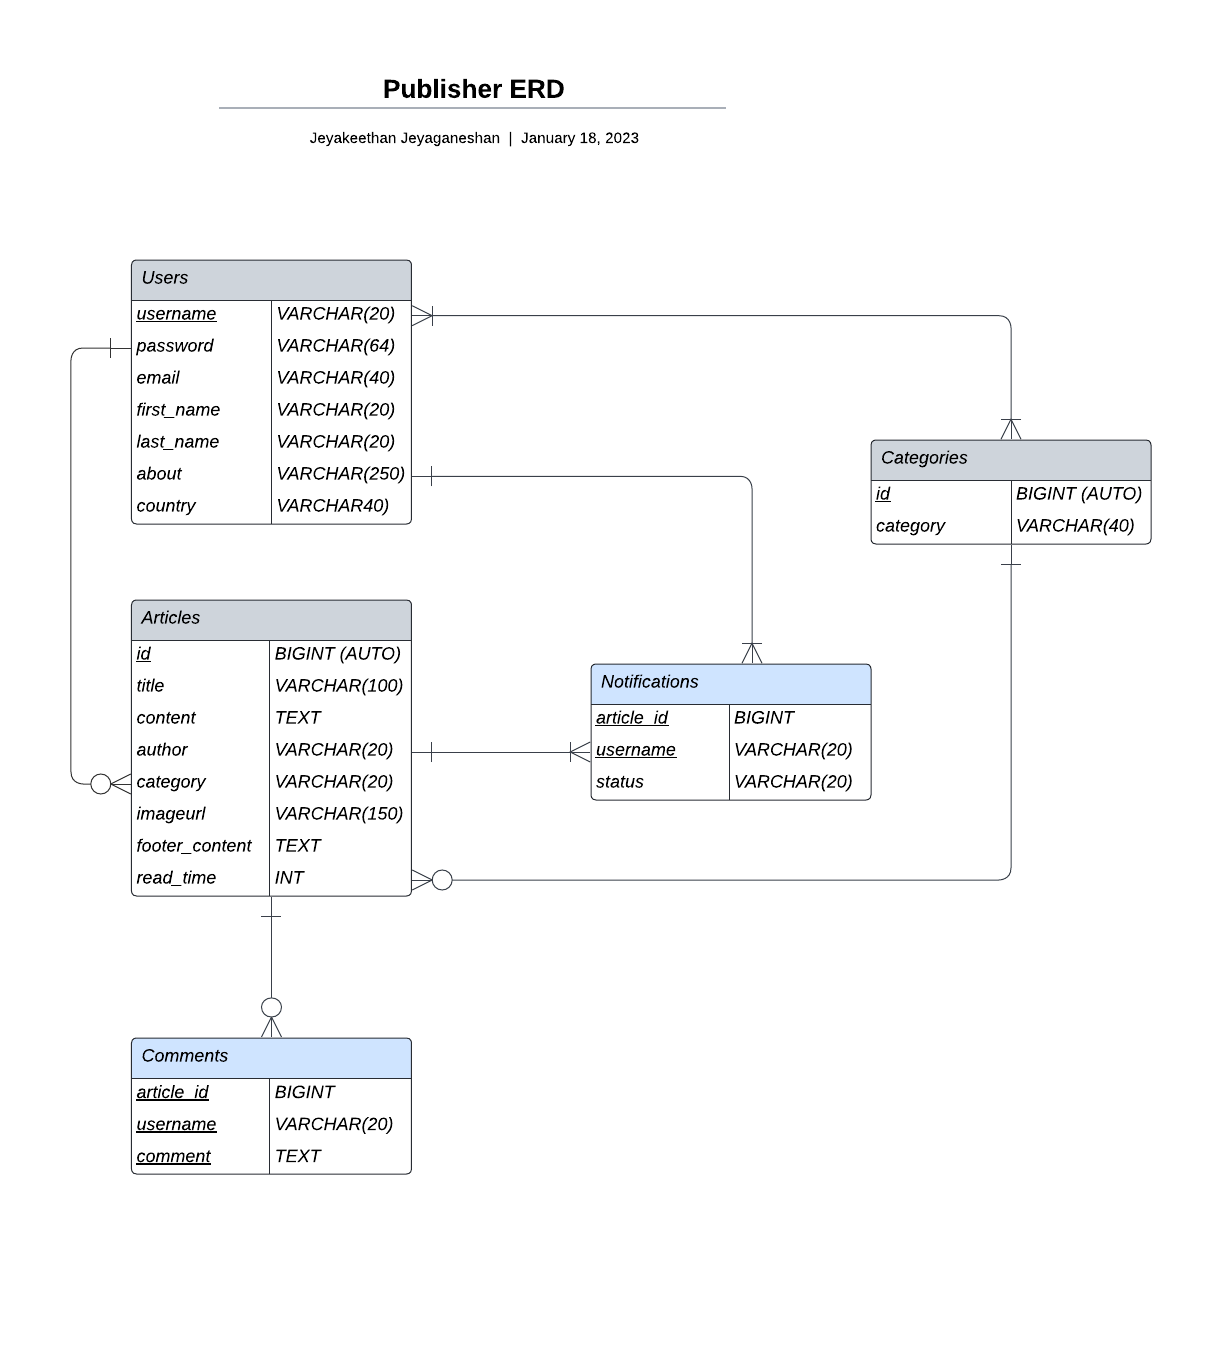 Publisher ERD
Jeyakeethan Jeyaganeshan | January 18, 2023
Users
username VARCHAR(20)
password VARCHAR(64)
email VARCHAR(40)
first_name VARCHAR(20)
last_name VARCHAR(20)
about VARCHAR(250)
country VARCHAR40)
Categories
id BIGINT (AUTO)
category VARCHAR(40)
Articles
id BIGINT (AUTO)
title VARCHAR(100)
content TEXT
author VARCHAR(20)
category VARCHAR(20)
imageurl VARCHAR(150)
footer_content TEXT
read_time INT
Notifications
article_id BIGINT
username VARCHAR(20)
status VARCHAR(20)
Comments
article_id BIGINT
username VARCHAR(20)
comment TEXT